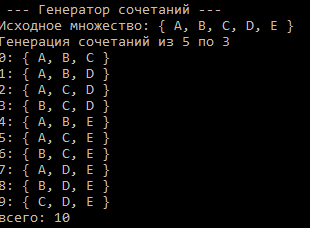 --- Генератор сочетаний ---
Исходное множество: { A, B, C, D, E }
Генерация сочетаний из 5 по 3
0: { A, B, C }
1: { A, B, D }
2: { A, C, D }
3: { B, C, D }
4: { A, B, E }
5: { A, C, E }
6: { B, C, E }
7: { A, D, E }
8: { B, D, E }
9: { C, D, E }
всего: 10